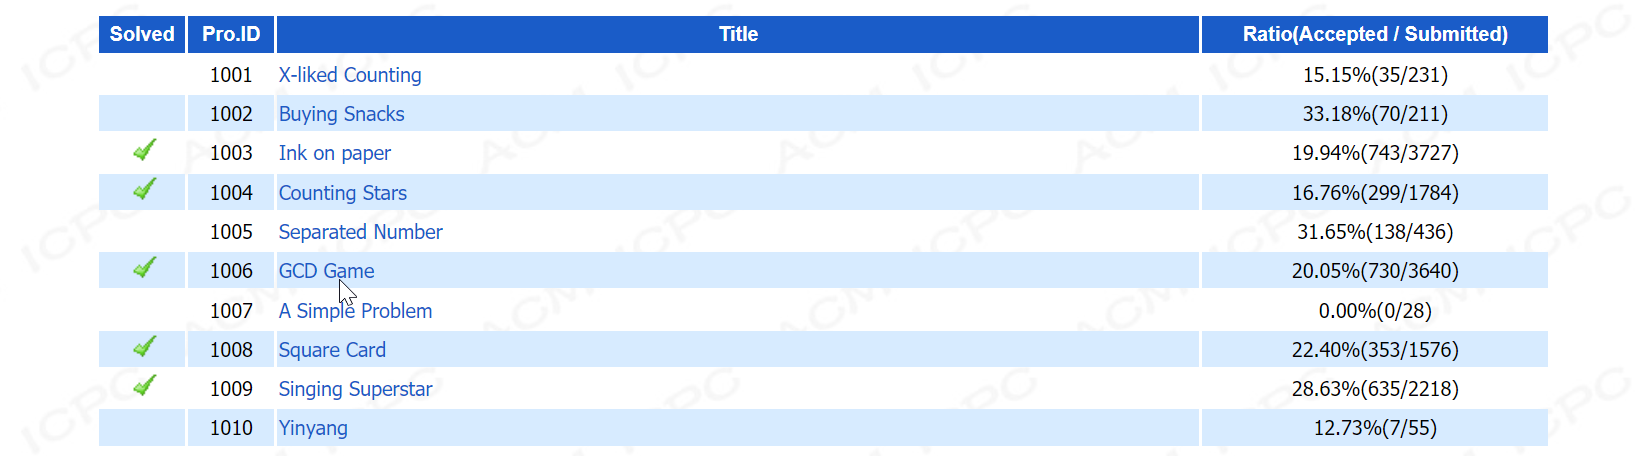 Solved Pro.ID Title Ratio(Accepted / Submitted)
1001 X-liked Counting 15.15%(35/231)
1002 Buying Snacks 33.18%(70/211)
1003 Ink on paper 19.94%(743/3727)
1004 Counting Stars 16.76%(299/1784)
1005 Separated Number 31.65%(138/436)
1006 GCD Game 20.05%(730/3640)
1007 A Simple Problem 0.00%(0/28)
1008 Square Card 22.40%(353/1576)
1009 Singing Superstar 28.63%(635/2218)
1010 Yinyang 12.73%(7/55)